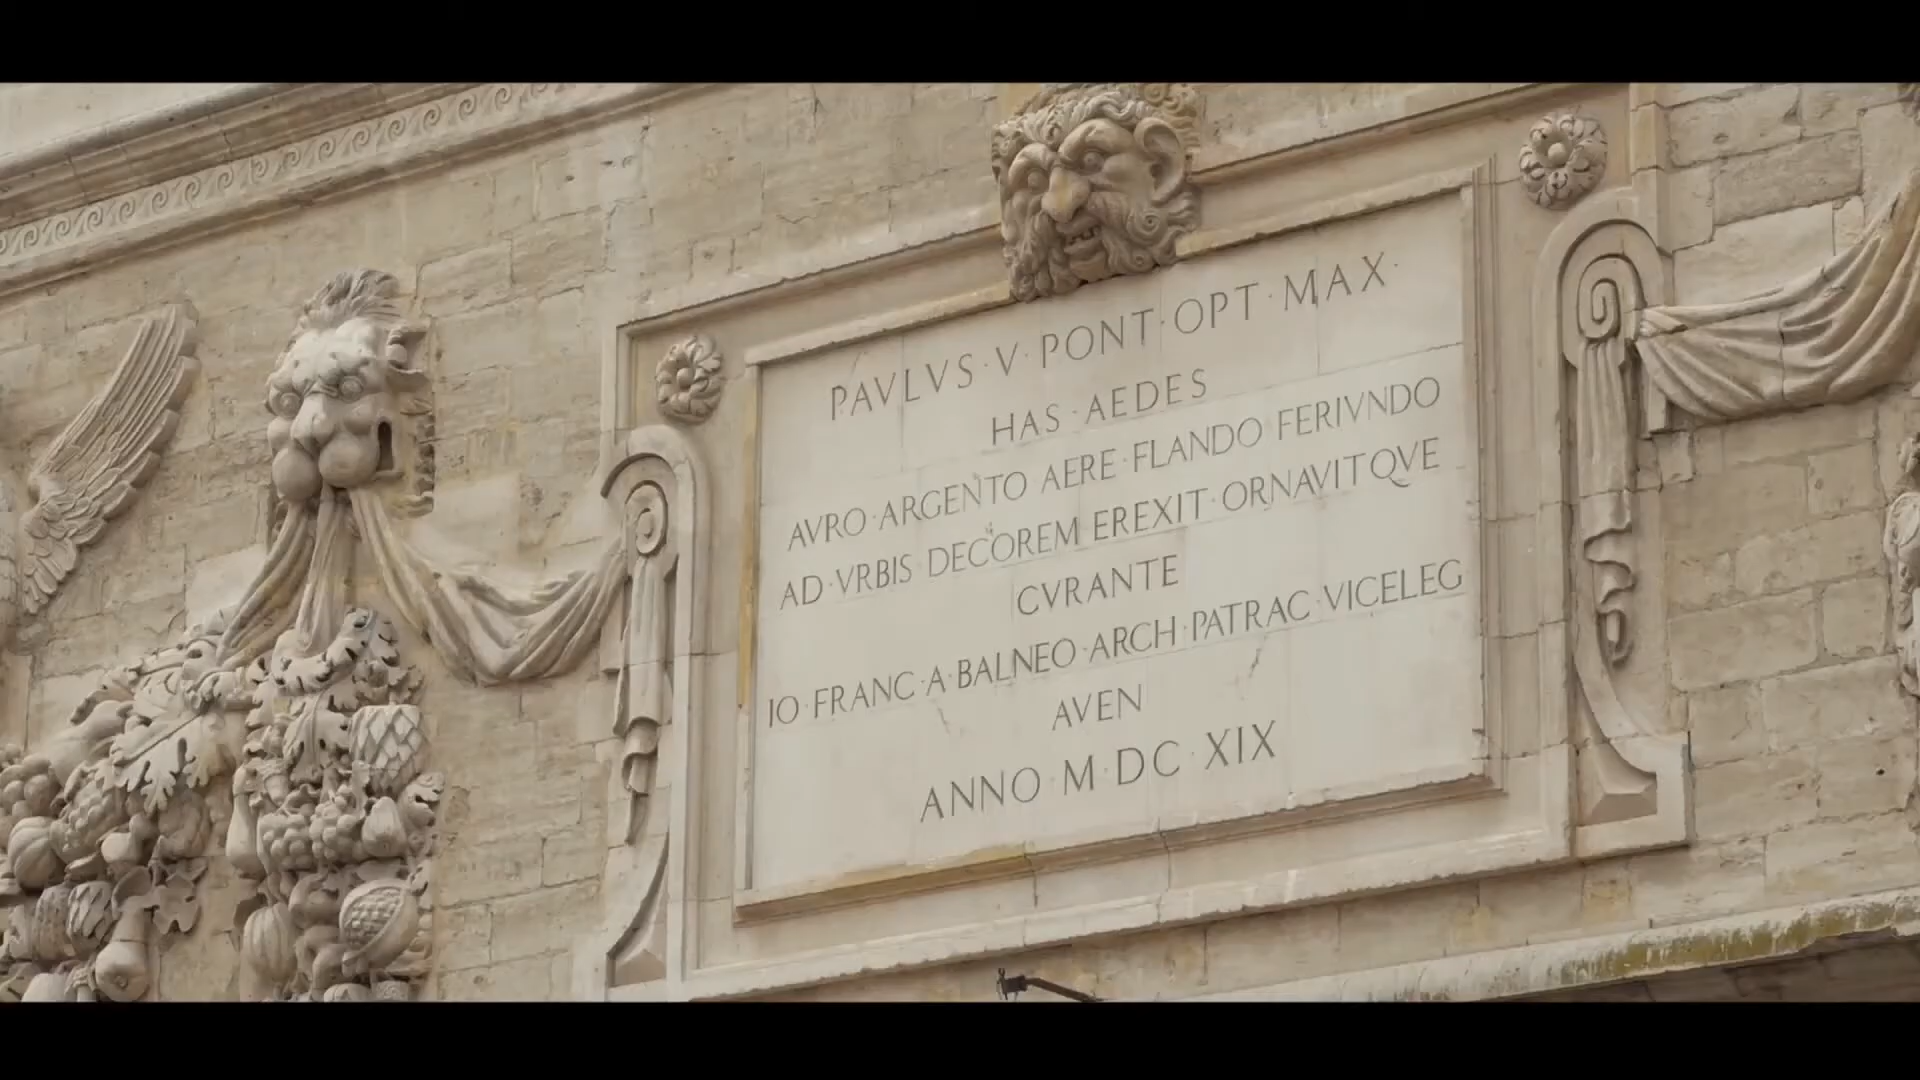 PAVLVS·V·PONT·OPT·MAX·
HAS·AEDES
AVRO·ARGENTO AERE·FLANDO FERIVNDO
AD·VRBIS DECOREM EREXIT·ORNAVITQVE
CVRANTE
IO·FRANC·A·BALNEO·ARCH·PATRAC·VICELEG
AVEN
ANNO·M·DC·XIX